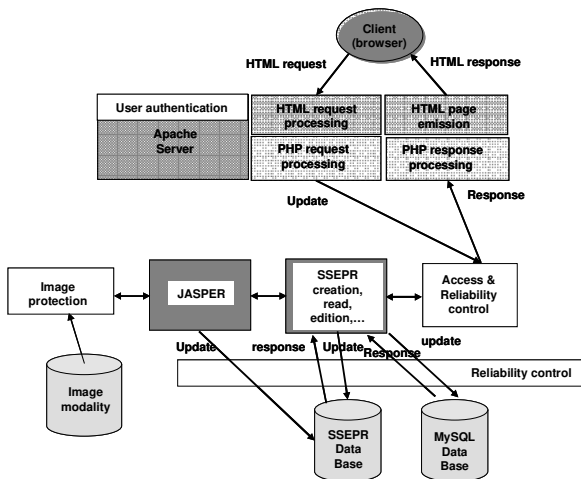 Client
(browser)
HTML request
HTML response
User authentication
Apache
Server
HTML request
processing
HTML page
emission
PHP request
processing
PHP response
processing
Update
Response
Image
protection
JASPER
SSEPR
creation,
read,
edition,...
Access &
Reliability
control
Update
response
Update
Response
update
Reliability control
Image
modality
SSEPR
Data
Base
MySQL
Data
Base